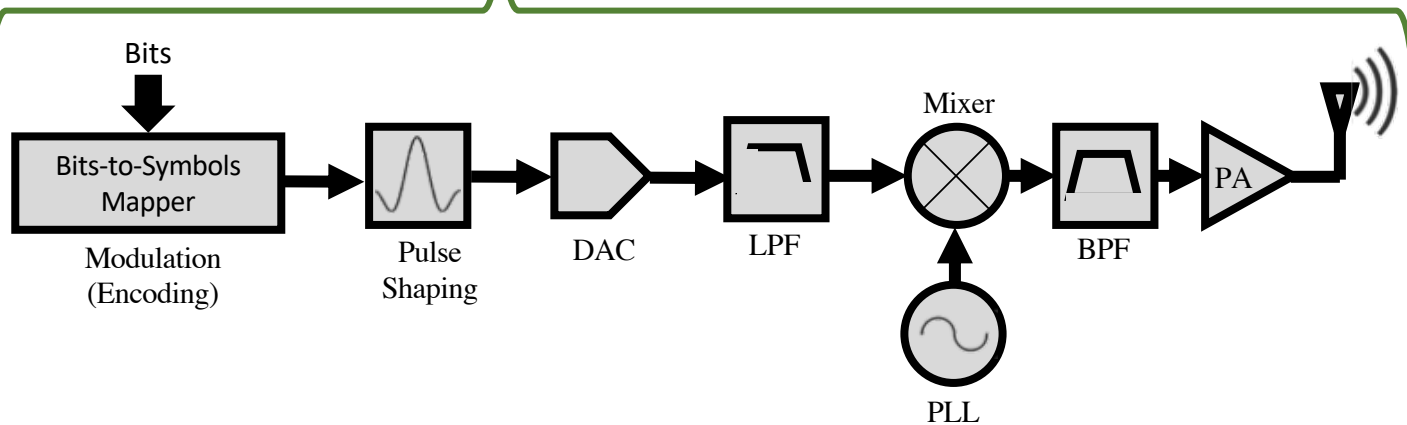 Bits
Bits-to-Symbols
Mapper
Modulation
(Encoding)
Pulse
Shaping
DAC
LPF
Mixer
PLL
BPF
PA